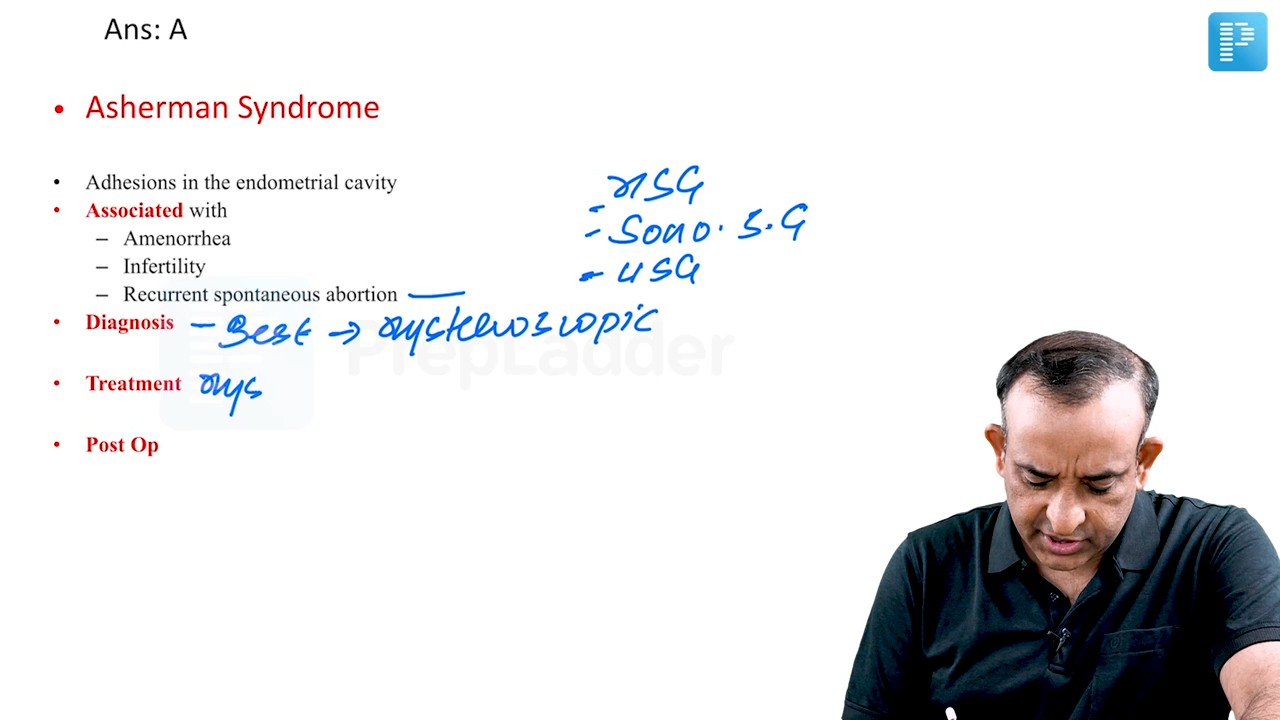 Ans: A
• Asherman Syndrome
• Adhesions in the endometrial cavity
• Associated with
– Amenorrhea
– Infertility
– Recurrent spontaneous abortion
HSG
- Sono. S. G
- USG
• Diagnosis – Best → Hysteroscopic
• Treatment Hys
• Post Op
PrepLadder